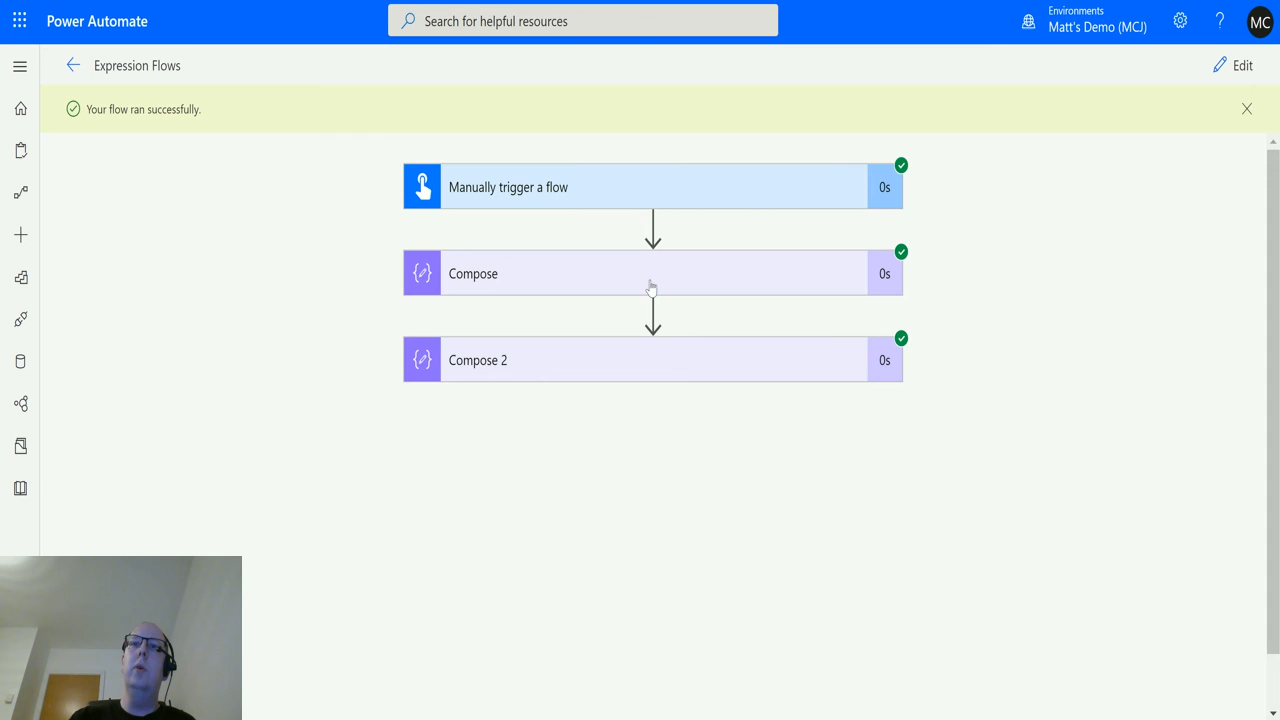 Power Automate
Search for helpful resources
Environments
Matt's Demo (MCJ)
?
MC
Expression Flows
Edit
Your flow ran successfully.
Manually trigger a flow
0s
Compose
0s
Compose 2
0s